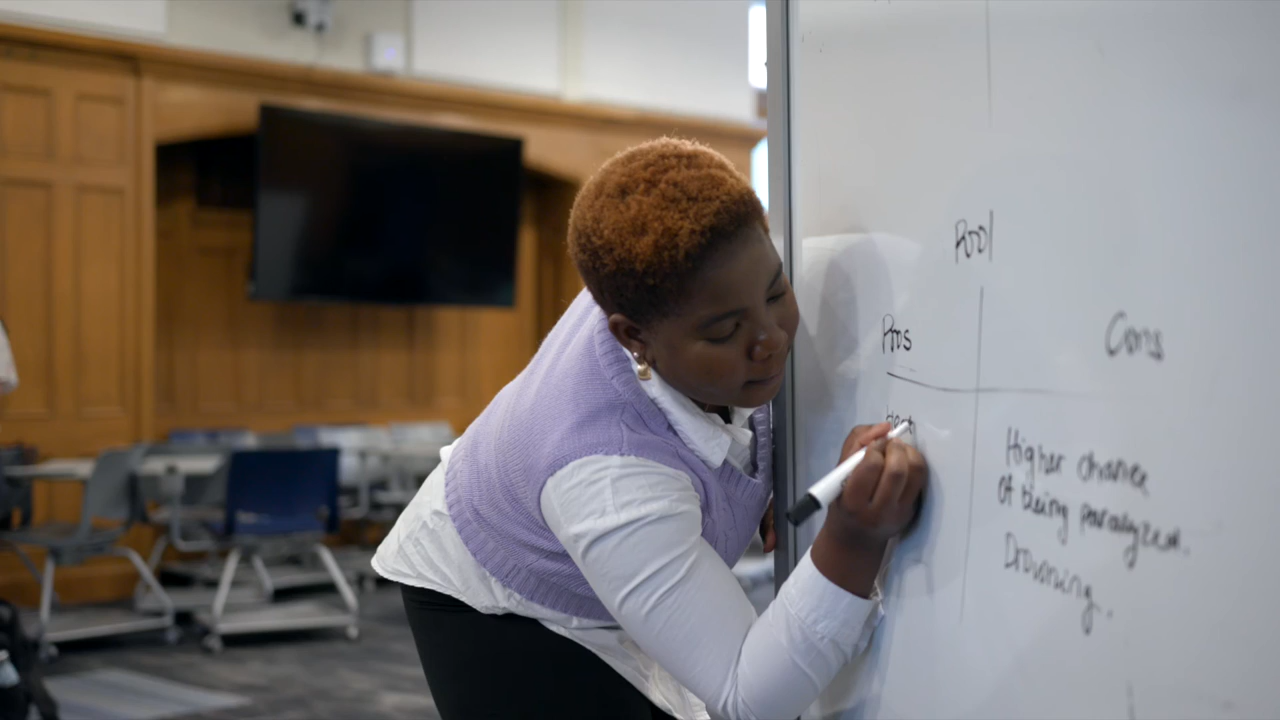 Pool
Pros
Cons
Higher chance
of being paralyzed.
Drowning.